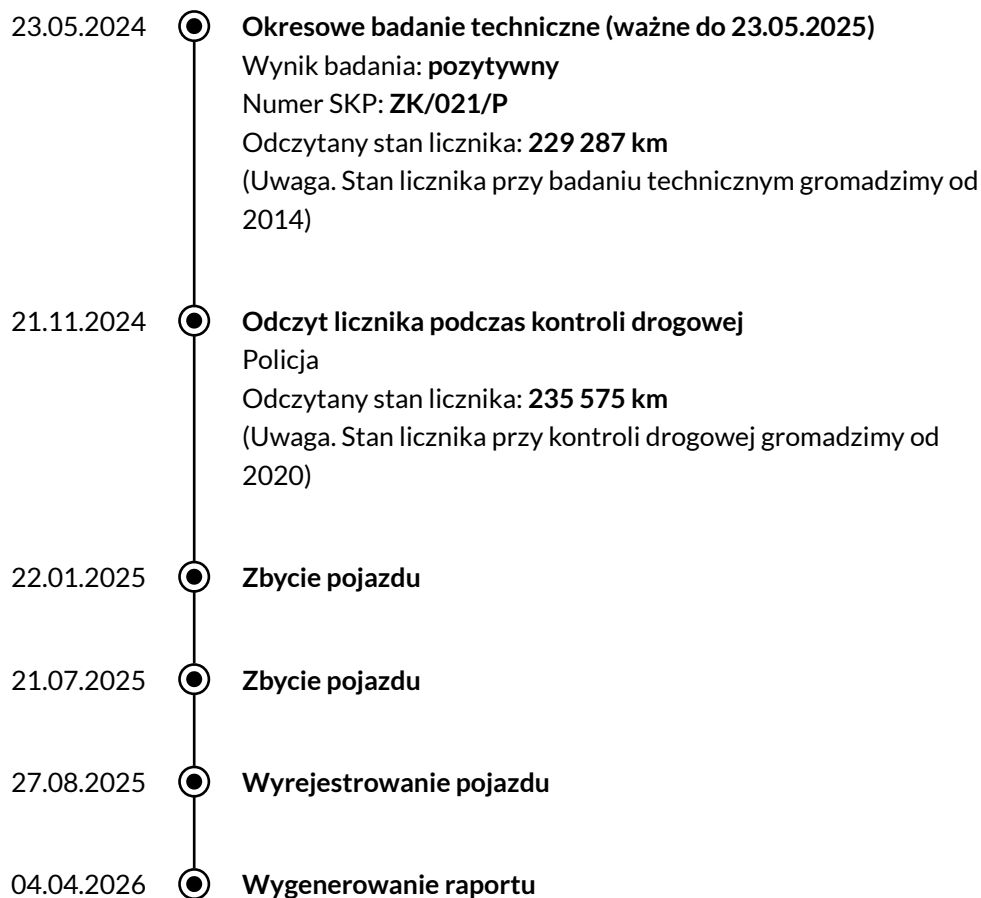 23.05.2024 Okresowe badanie techniczne (ważne do 23.05.2025)
Wynik badania: pozytywny
Numer SKP: ZK/021/P
Odczytany stan licznika: 229 287 km
(Uwaga. Stan licznika przy badaniu technicznym gromadzimy od
2014)
21.11.2024 Odczyt licznika podczas kontroli drogowej
Policja
Odczytany stan licznika: 235 575 km
(Uwaga. Stan licznika przy kontroli drogowej gromadzimy od
2020)
22.01.2025 Zbycie pojazdu
21.07.2025 Zbycie pojazdu
27.08.2025 Wyrejestrowanie pojazdu
04.04.2026 Wygenerowanie raportu